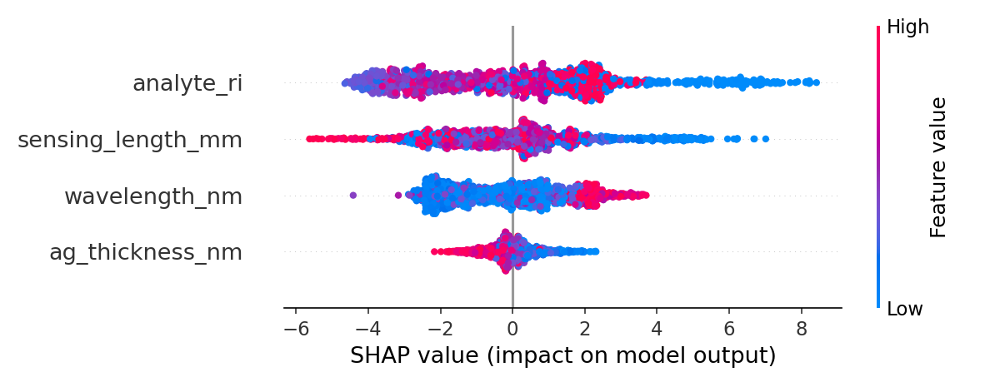 High
analyte_ri
sensing_length_mm
wavelength_nm
ag_thickness_nm
Feature value
Low
−6 −4 −2 0 2 4 6 8
SHAP value (impact on model output)